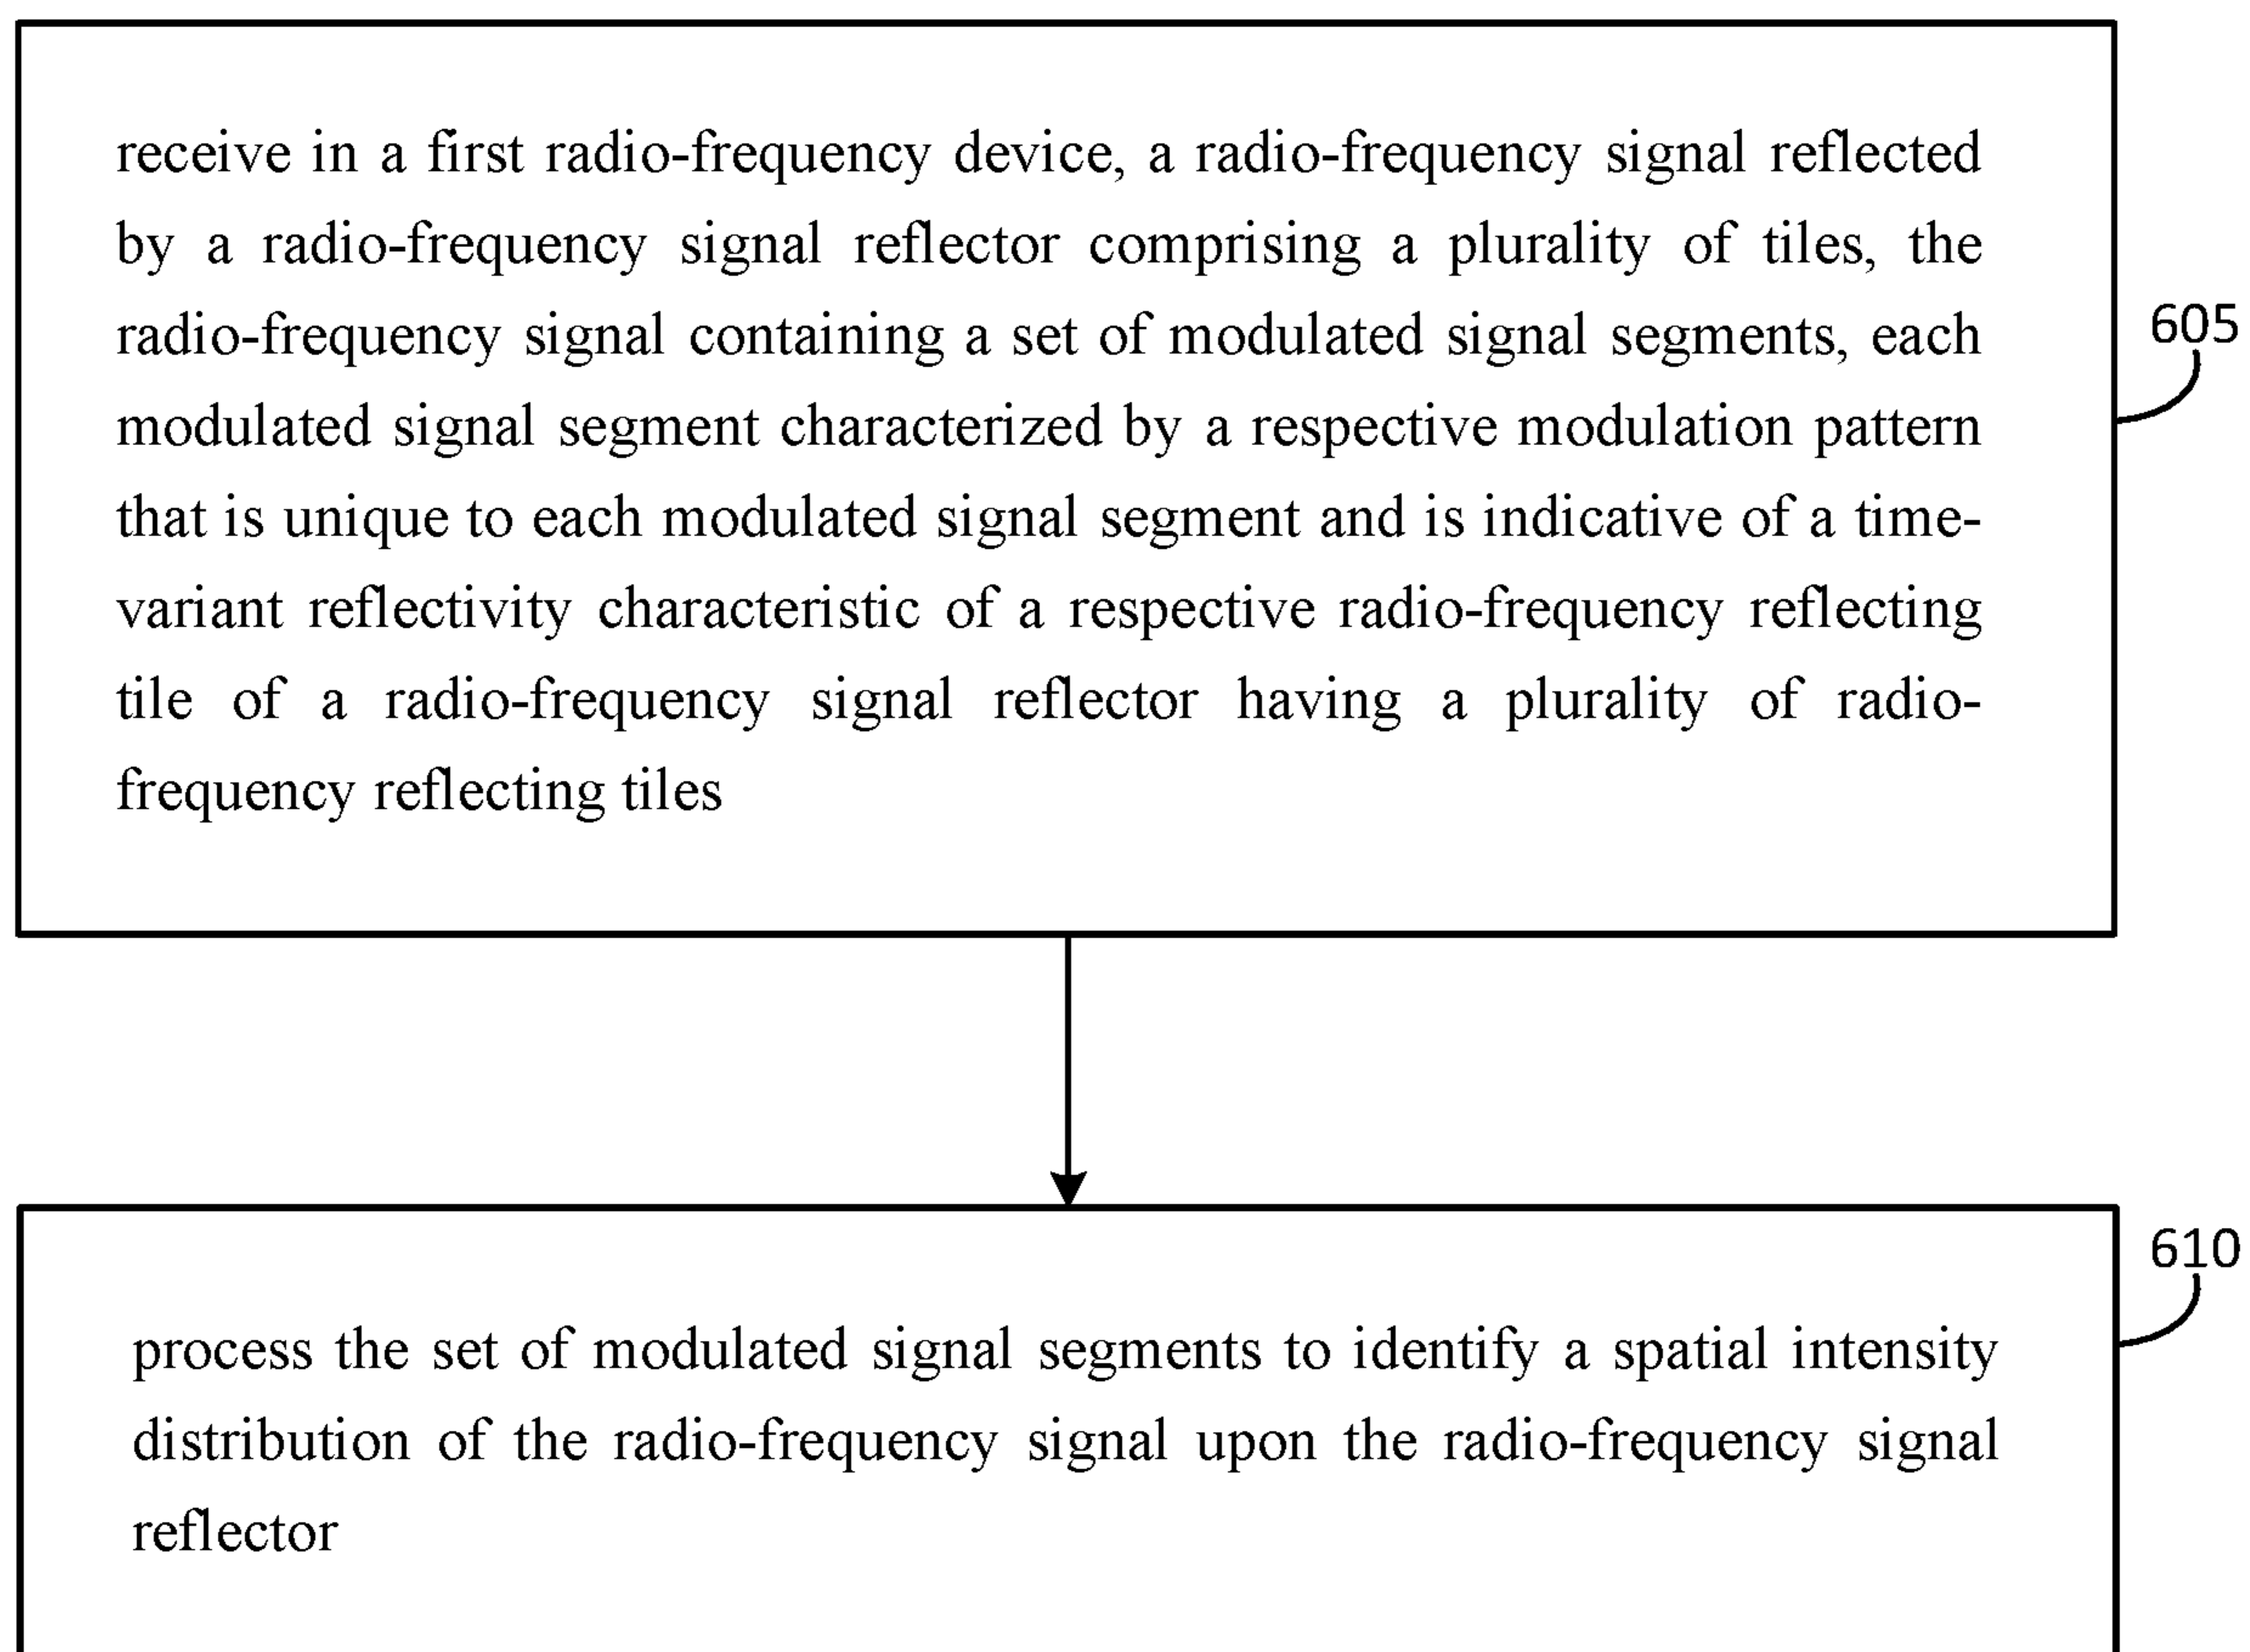 receive in a first radio-frequency device, a radio-frequency signal reflected
by a radio-frequency signal reflector comprising a plurality of tiles, the
radio-frequency signal containing a set of modulated signal segments, each
modulated signal segment characterized by a respective modulation pattern
that is unique to each modulated signal segment and is indicative of a time-
variant reflectivity characteristic of a respective radio-frequency reflecting
tile of a radio-frequency signal reflector having a plurality of radio-
frequency reflecting tiles
605
610
process the set of modulated signal segments to identify a spatial intensity
distribution of the radio-frequency signal upon the radio-frequency signal
reflector